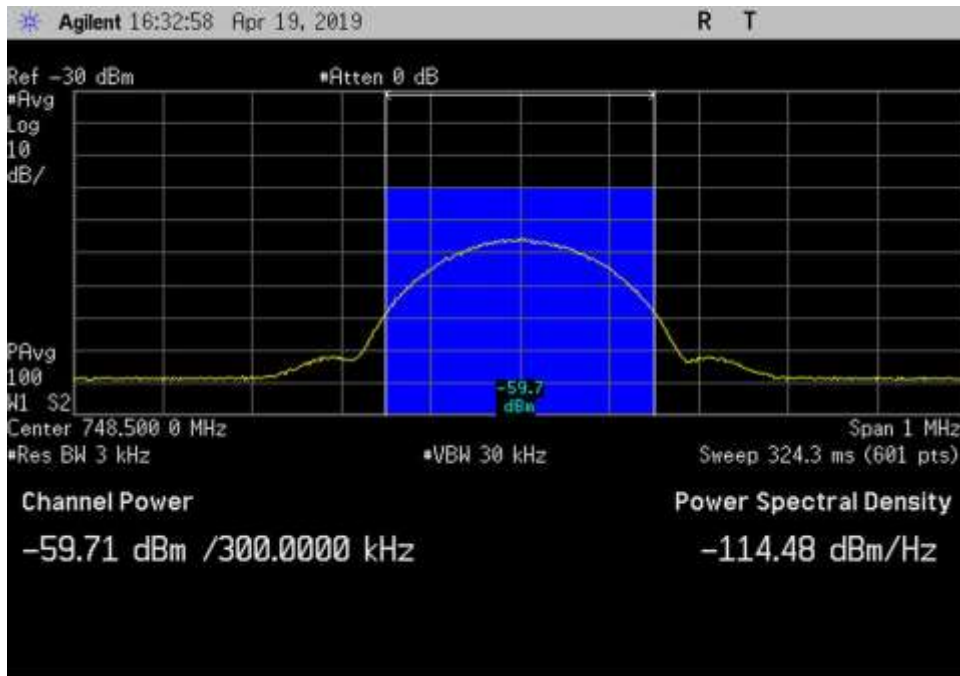 Agilent 16:32:58 Apr 19, 2019 R T
Ref -30 dBm #Atten 0 dB
#Avg
Log
10
dB/
PAvg
100
W1 S2
-59.7
dBm
Center 748.500 0 MHz Span 1 MHz
#Res BW 3 kHz #VBW 30 kHz Sweep 324.3 ms (601 pts)
Channel Power Power Spectral Density
-59.71 dBm /300.0000 kHz -114.48 dBm/Hz